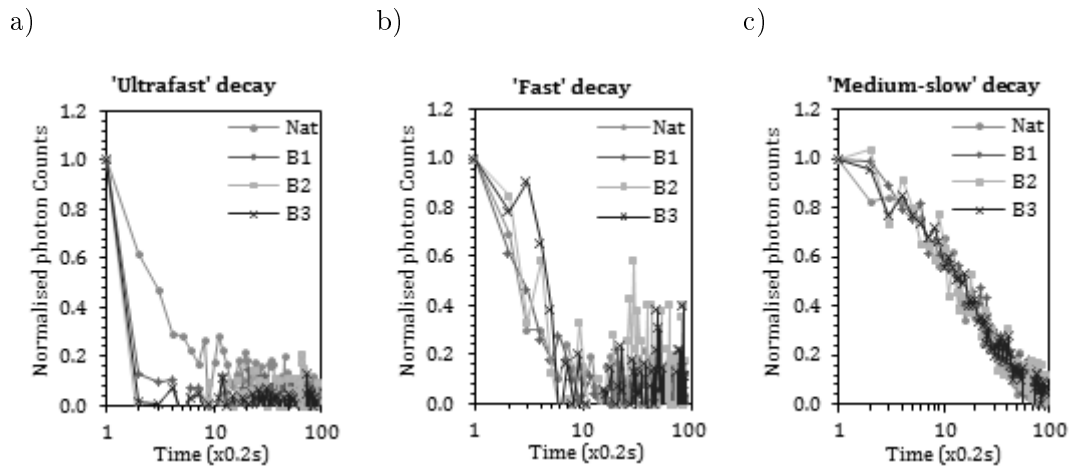 a)
b)
c)
'Ultrafast' decay
1.2
1.0
0.8
0.6
0.4
0.2
0.0
Normalised photon Counts
Nat
B1
B2
B3
1
10
100
Time (x0.2s)
'Fast' decay
1.2
1.0
0.8
0.6
0.4
0.2
0.0
Normalised photon Counts
Nat
B1
B2
B3
1
10
100
Time (x0.2s)
'Medium-slow' decay
1.2
1.0
0.8
0.6
0.4
0.2
0.0
Normalised photon counts
Nat
B1
B2
B3
1
10
100
Time (x0.2s)